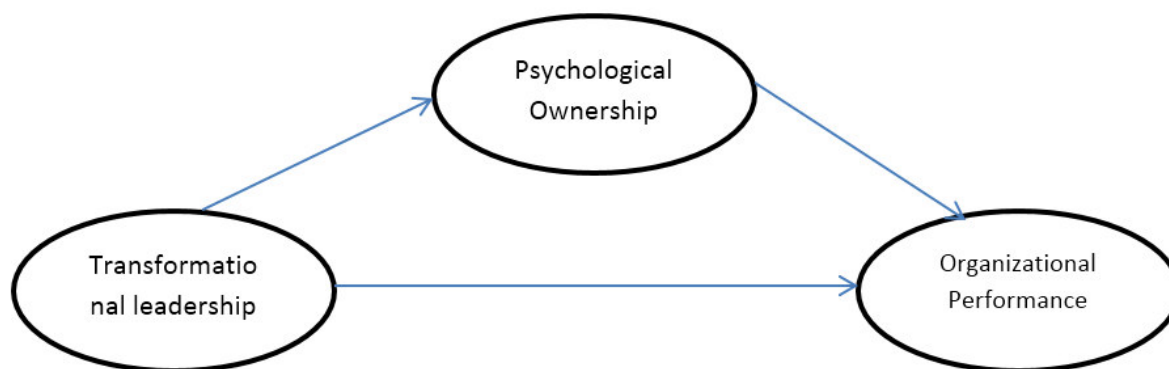 Psychological
Ownership
Transformatio
nal leadership
Organizational
Performance